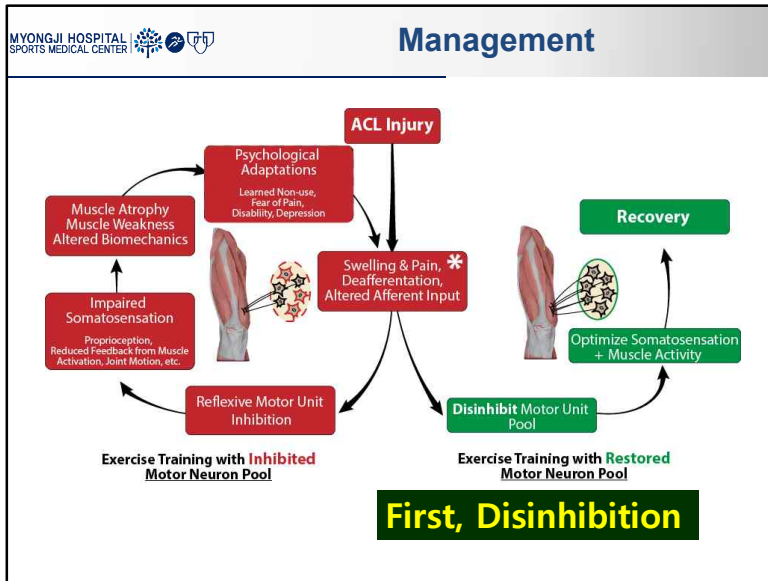 MYONGJI HOSPITAL
SPORTS MEDICAL CENTER
Management
ACL Injury
Psychological
Adaptations
Learned Non-use,
Fear of Pain,
Disability, Depression
Muscle Atrophy
Muscle Weakness
Altered Biomechanics
Swelling & Pain, *
Deafferentation,
Altered Afferent Input
Impaired
Somatosensation
Proprioception,
Reduced Feedback from Muscle
Activation, Joint Motion, etc.
Reflexive Motor Unit
Inhibition
Exercise Training with Inhibited
Motor Neuron Pool
Recovery
Optimize Somatosensation
+ Muscle Activity
Disinhibit Motor Unit
Pool
Exercise Training with Restored
Motor Neuron Pool
First, Disinhibition